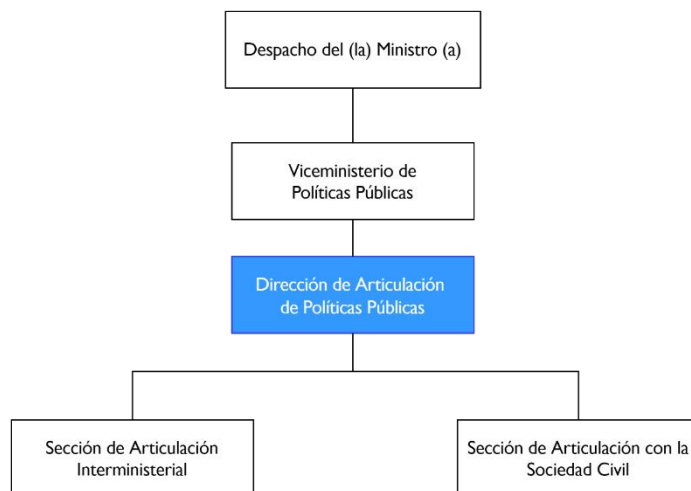 Despacho del (la) Ministro (a)
Viceministerio de
Políticas Públicas
Dirección de Articulación
de Políticas Públicas
Sección de Articulación
Interministerial
Sección de Articulación con la
Sociedad Civil